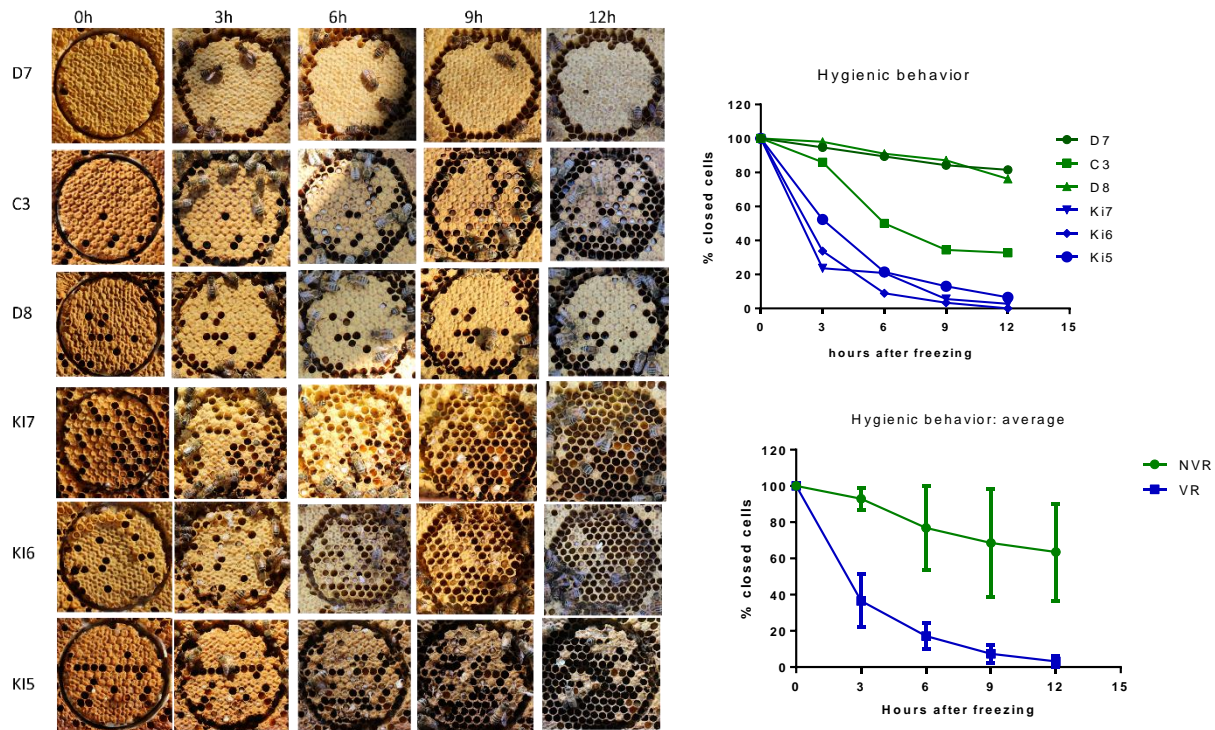 0h 3h 6h 9h 12h
D7
C3
D8
KI7
KI6
KI5
Hygienic behavior
% closed cells
120
100
80
60
40
20
0
0 3 6 9 12 15
hours after freezing
D7
C3
D8
Ki7
Ki6
Ki5
Hygienic behavior: average
% closed cells
120
100
80
60
40
20
0
0 3 6 9 12 15
Hours after freezing
NVR
VR